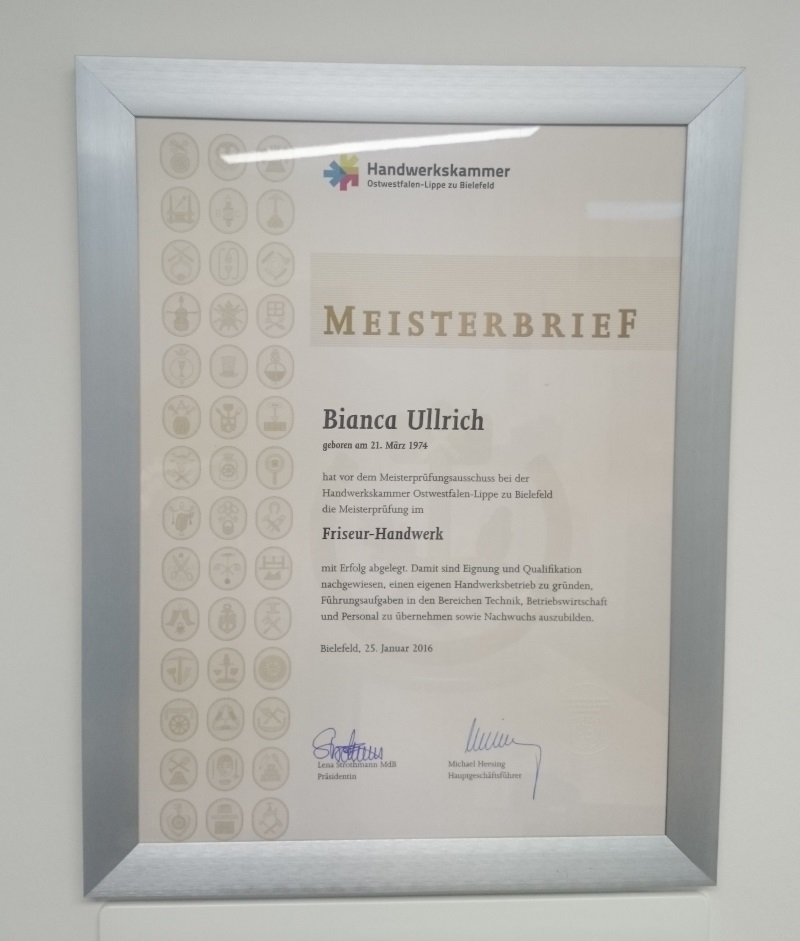 Handwerkskammer
Ostwestfalen-Lippe zu Bielefeld
MEISTERBRIEF
Bianca Ullrich
geboren am 21. März 1974
hat vor dem Meisterprüfungsausschuss bei der
Handwerkskammer Ostwestfalen-Lippe zu Bielefeld
die Meisterprüfung im
Friseur-Handwerk
mit Erfolg abgelegt. Damit sind Eignung und Qualifikation
nachgewiesen, einen eigenen Handwerksbetrieb zu gründen,
Führungsaufgaben in den Bereichen Technik, Betriebswirtschaft
und Personal zu übernehmen sowie Nachwuchs auszubilden.
Bielefeld, 25. Januar 2016
Lena Strothmann MdB
Präsidentin
Michael Heesing
Hauptgeschäftsführer